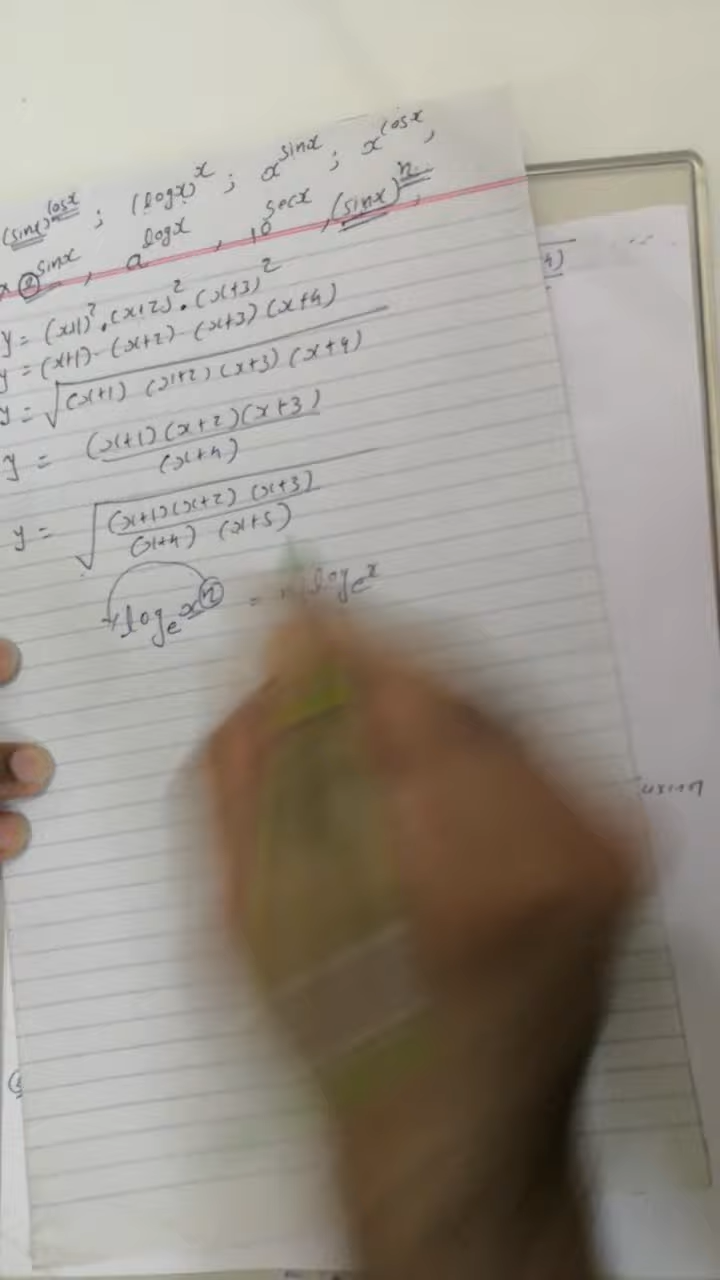 (sinx)^cosx ; (logx)^x ; x^sinx ; x^cosx ,
2^sinx , a^logx , 10^secx , (sinx)^n ,
y = (x+1)^2 . (x+2)^2 . (x+3)^2
y = (x+1) (x+2) (x+3) (x+4)
y = √(x+1) (x+2) (x+3) (x+4)
y = (x+1) (x+2) (x+3) / (x+4)
y = √(x+1) (x+2) (x+3) / (x+4) (x+5)
log_e x^n = n log_e x